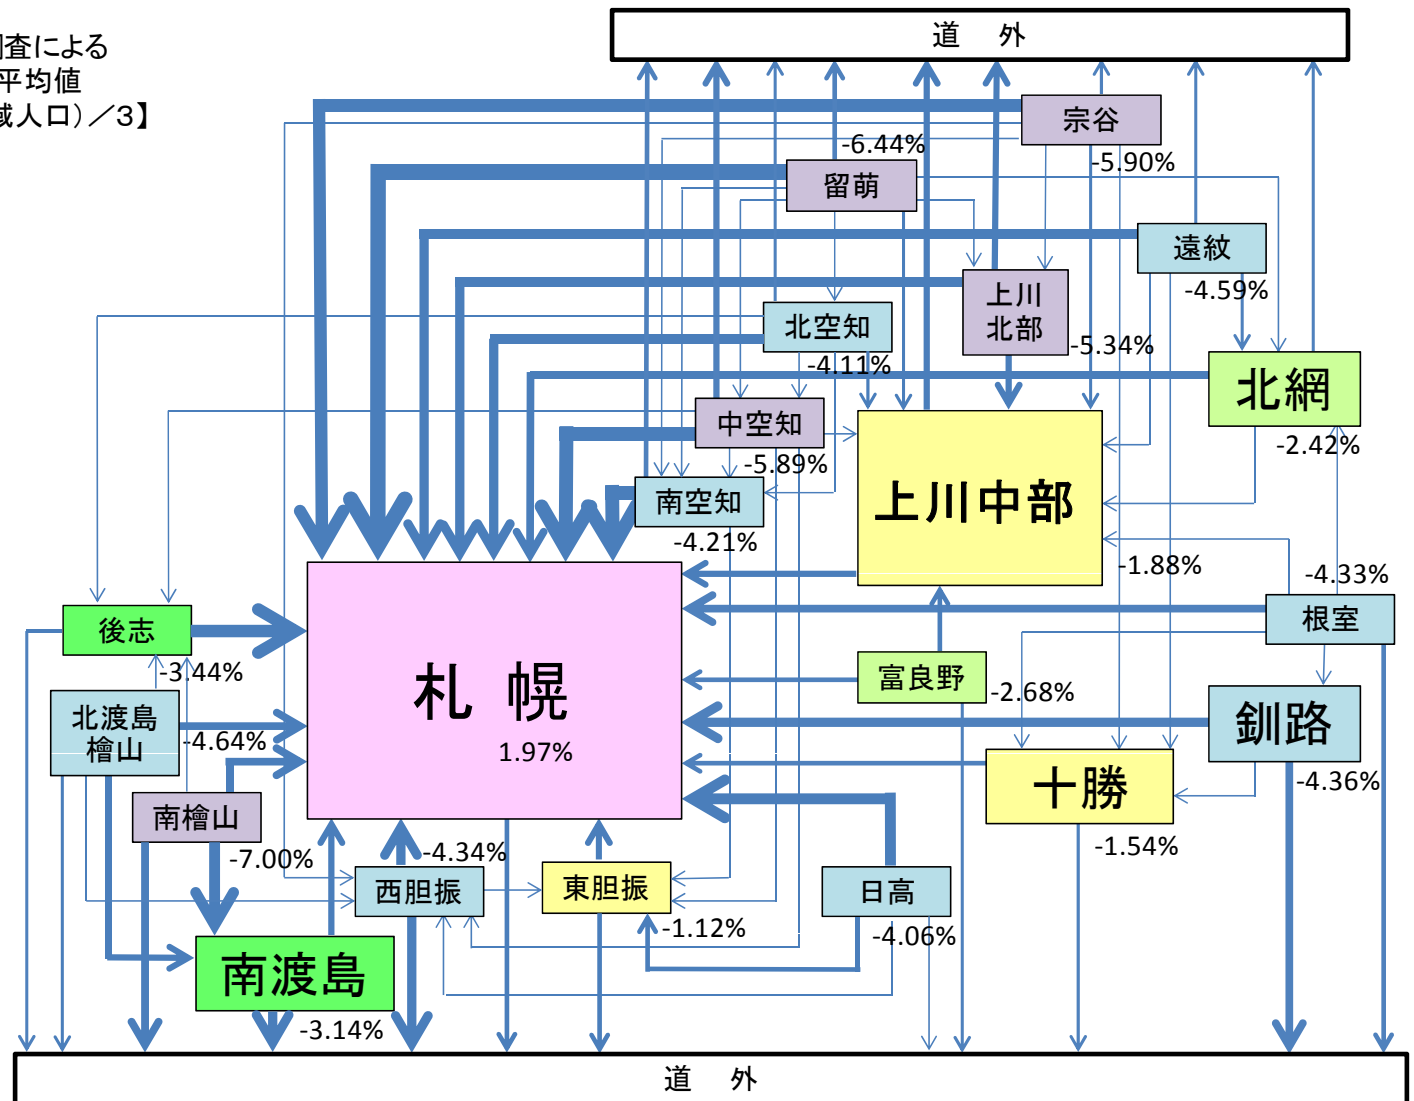 道 外
査による
平均値
域人口)/3】
宗谷
-5.90%
-6.44%
留萌
遠紋
-4.59%
上川
北部
-5.34%
北空知
-4.11%
北網
-2.42%
中空知
-5.89%
南空知
-4.21%
上川中部
-1.88%
-4.33%
根室
後志
-3.44%
札 幌
1.97%
富良野
-2.68%
北渡島
檜山
-4.64%
釧路
-4.36%
十勝
-1.54%
南檜山
-7.00%
-4.34%
西胆振
東胆振
-1.12%
日高
-4.06%
南渡島
-3.14%
道 外